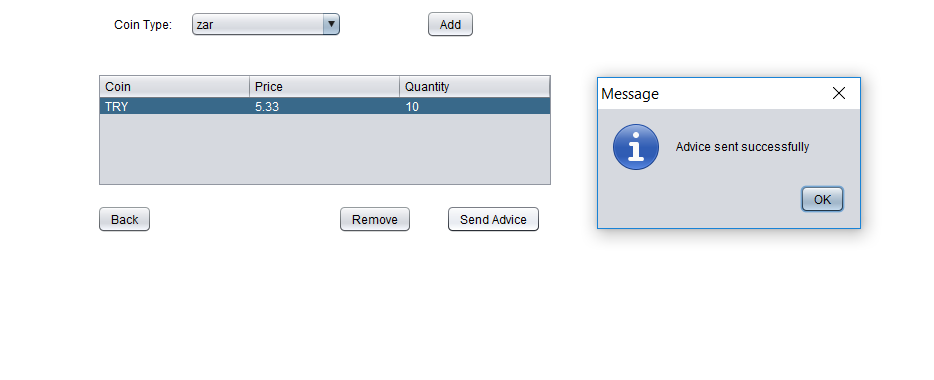 Coin Type: zar Add
Coin Price Quantity
TRY 5.33 10
Back Remove Send Advice
Message
Advice sent successfully
OK